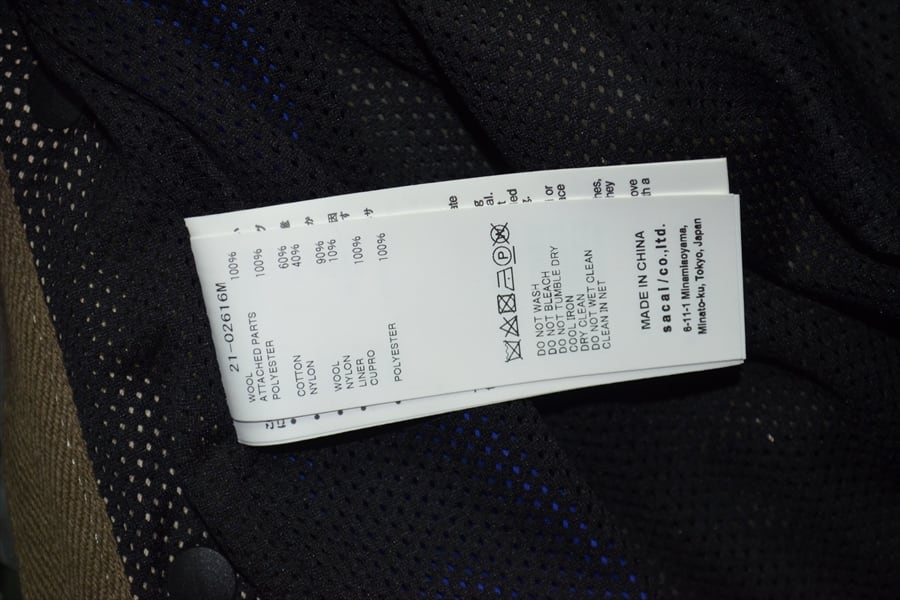 21-02616M
WOOL 100%
ATTACHED PARTS
POLYESTER 100%
COTTON 60%
NYLON 40%
WOOL 90%
NYLON 10%
LINER
CUPRO 100%
POLYESTER 100%
DO NOT WASH
DO NOT BLEACH
DO NOT TUMBLE DRY
COOL IRON
DRY CLEAN
DO NOT WET CLEAN
CLEAN IN NET
MADE IN CHINA
sacai/co.,ltd.
6-11-1 Minamiaoyama,
Minato-ku, Tokyo, Japan